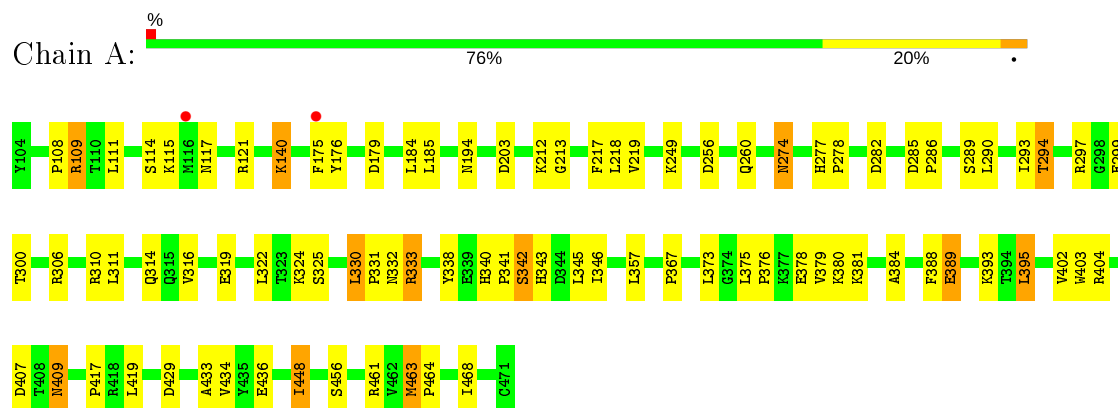 %
Chain A:
76% 20% •
Y104 P108 R109 T110 L111 S114 K115 M116 N117 R121 K140 F175 Y176 D179 L184 L185 N194 D203 K212 G213 F217 L218 V219 K249 D256 Q260 N274 H277 P278 D282 D285 P286 S289 L290 I293 T294 R297 G298
T300 R306 R310 L311 Q314 Q315 V316 E319 L322 T323 K324 S325 L330 P331 N332 R333 Y338 E339 H340 P341 S342 H343 D344 L345 I346 L357 P367 L373 G374 L375 P376 K377 E378 V379 K380 K381 A384 F388 E389 K393 T394 L395 V402 W403 R404
D407 T408 N409 P417 R418 L419 D429 A433 V434 Y435 E436 I448 S456 R461 V462 M463 P464 I468 C471